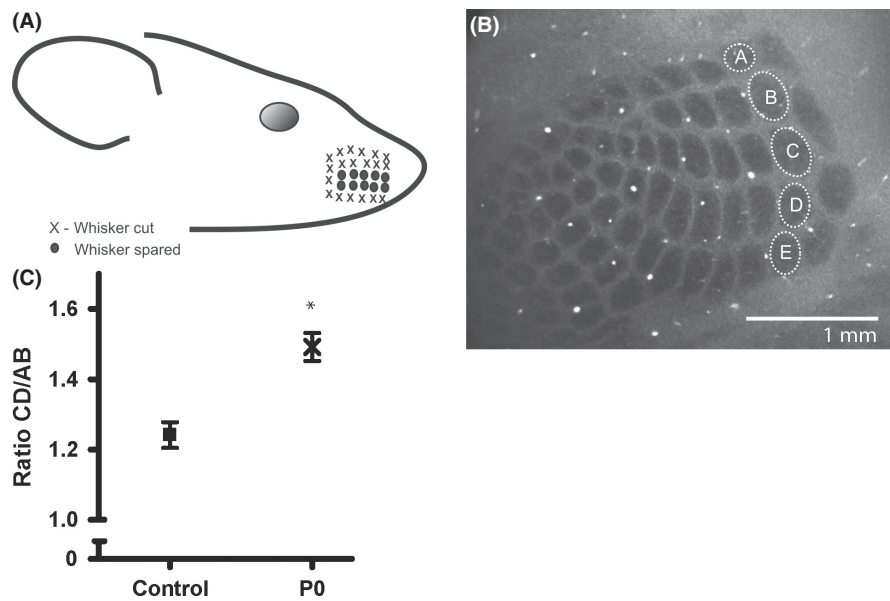 (A)
X - Whisker cut
Whisker spared
(B)
A
B
C
D
E
1 mm
(C)
Ratio CD/AB
1.6
1.4
1.2
1.0
0
*
Control
P0